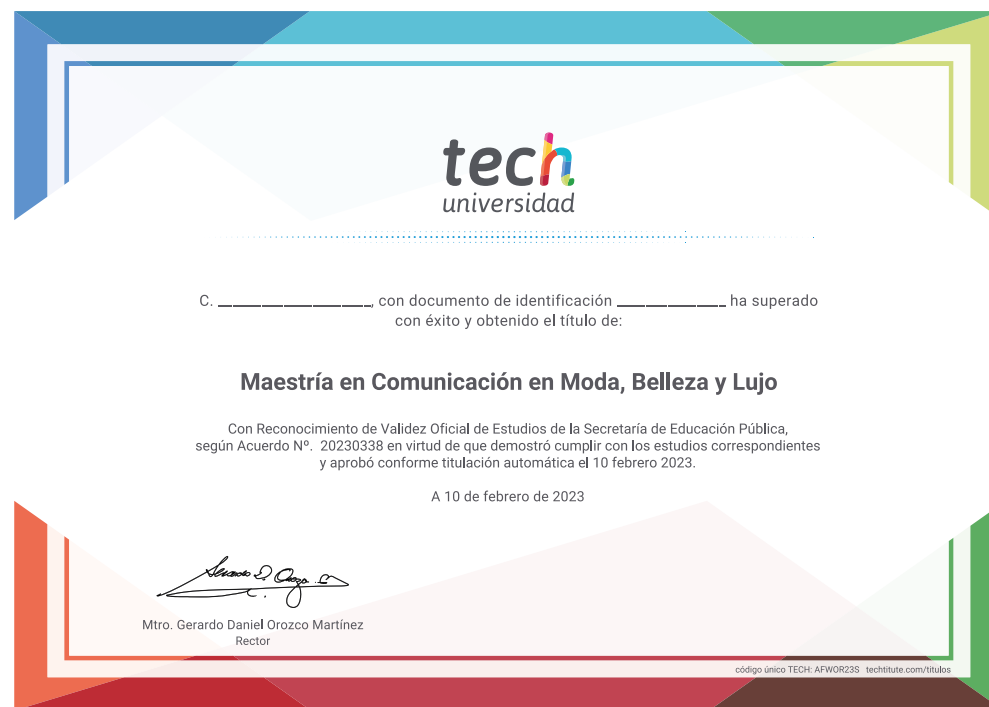 tech
universidad
C. ____________________, con documento de identificación ______________ ha superado
con éxito y obtenido el título de:
Maestría en Comunicación en Moda, Belleza y Lujo
Con Reconocimiento de Validez Oficial de Estudios de la Secretaría de Educación Pública,
según Acuerdo Nº. 20230338 en virtud de que demostró cumplir con los estudios correspondientes
y aprobó conforme titulación automática el 10 febrero 2023.
A 10 de febrero de 2023
Mtro. Gerardo Daniel Orozco Martínez
Rector
código único TECH: AFWOR23S techtitute.com/titulos